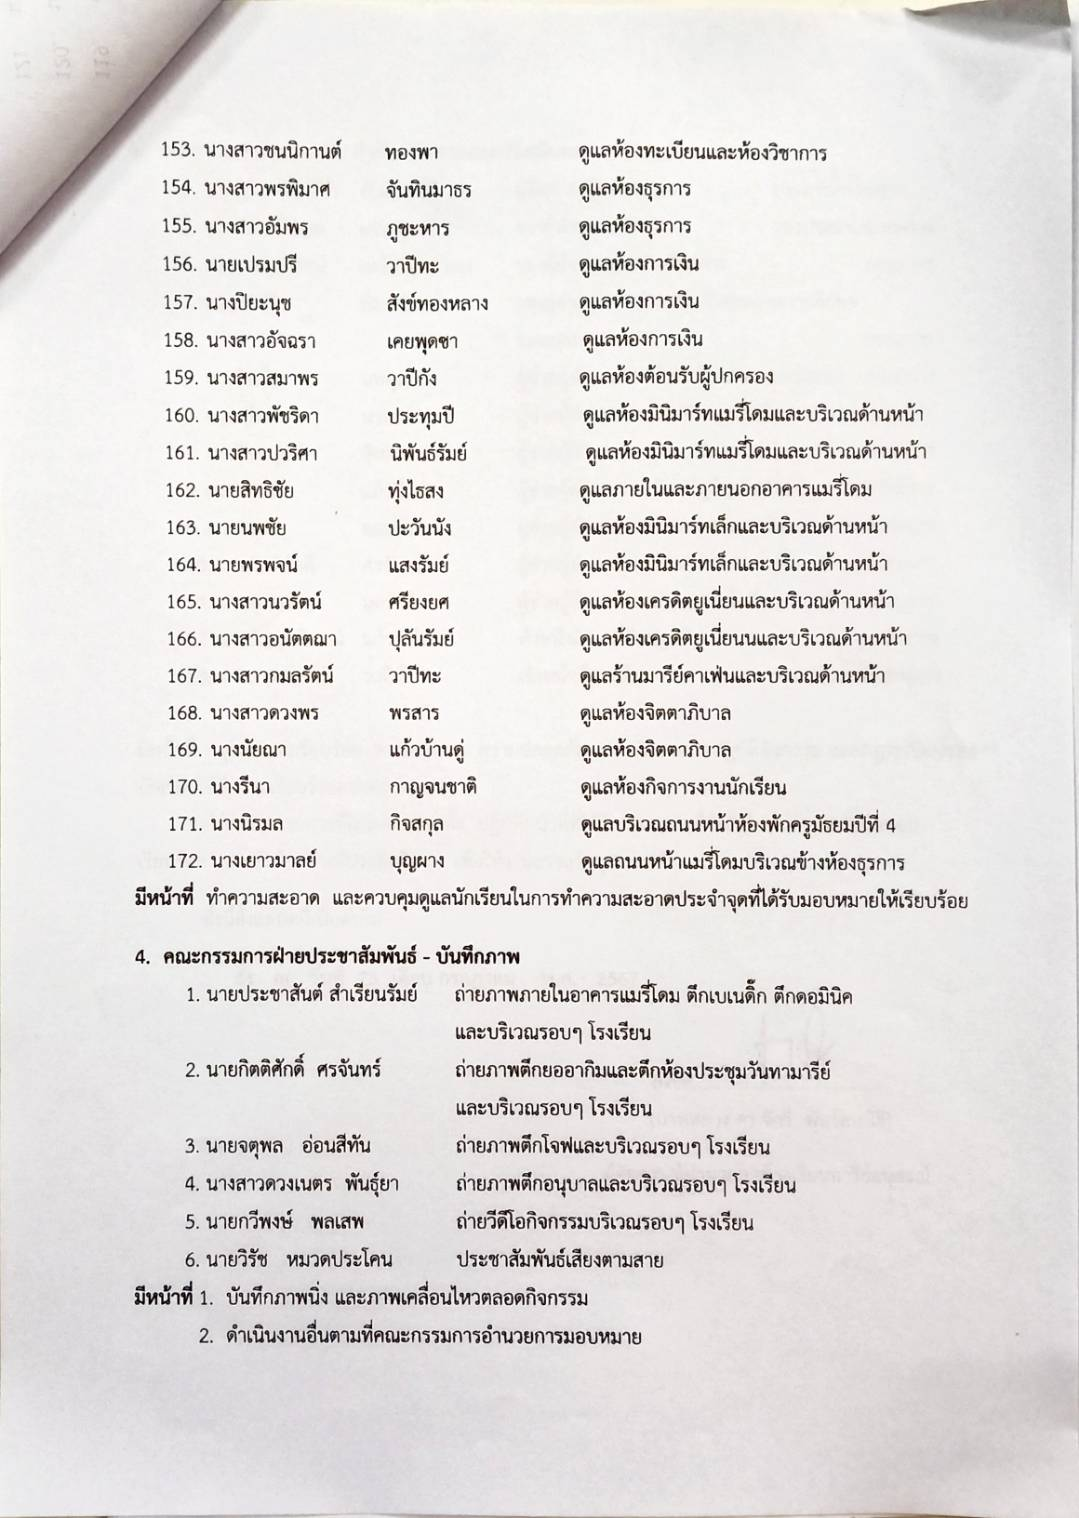 153. นางสาวชนนิกานต์ ทองพา ดูแลห้องทะเบียนและห้องวิชาการ
154. นางสาวพรพิมาศ จันทินมาธร ดูแลห้องธุรการ
155. นางสาวอัมพร ภูชะหาร ดูแลห้องธุรการ
156. นายเปรมปรี วาปีทะ ดูแลห้องการเงิน
157. นางปิยะนุช สังข์ทองหลาง ดูแลห้องการเงิน
158. นางสาวอัจฉรา เคยพุดซา ดูแลห้องการเงิน
159. นางสาวสมาพร วาปีกัง ดูแลห้องต้อนรับผู้ปกครอง
160. นางสาวพัชริดา ประทุมปี ดูแลห้องมินิมาร์ทแมรี่โดมและบริเวณด้านหน้า
161. นางสาวปวริศา นิพันธ์รัมย์ ดูแลห้องมินิมาร์ทแมรี่โดมและบริเวณด้านหน้า
162. นายสิทธิชัย ทุ่งไธสง ดูแลภายในและภายนอกอาคารแมรี่โดม
163. นายนพชัย ปะวันนัง ดูแลห้องมินิมาร์ทเล็กและบริเวณด้านหน้า
164. นายพรพจน์ แสงรัมย์ ดูแลห้องมินิมาร์ทเล็กและบริเวณด้านหน้า
165. นางสาวนวรัตน์ ศรียงยศ ดูแลห้องเครดิตยูเนี่ยนและบริเวณด้านหน้า
166. นางสาวอนัตตฌา ปุลันรัมย์ ดูแลห้องเครดิตยูเนี่ยนนและบริเวณด้านหน้า
167. นางสาวกมลรัตน์ วาปีทะ ดูแลร้านมารีย์คาเฟ่นและบริเวณด้านหน้า
168. นางสาวดวงพร พรสาร ดูแลห้องจิตตาภิบาล
169. นางนัยณา แก้วบ้านดู่ ดูแลห้องจิตตาภิบาล
170. นางรีนา กาญจนชาติ ดูแลห้องกิจการงานนักเรียน
171. นางนิรมล กิจสกุล ดูแลบริเวณถนนหน้าห้องพักครูมัธยมปีที่ 4
172. นางเยาวมาลย์ บุญผาง ดูแลถนนหน้าแมรี่โดมบริเวณข้างห้องธุรการ
มีหน้าที่ ทำความสะอาด และควบคุมดูแลนักเรียนในการทำความสะอาดประจำจุดที่ได้รับมอบหมายให้เรียบร้อย
4. คณะกรรมการฝ่ายประชาสัมพันธ์ - บันทึกภาพ
1. นายประชาสันต์ สำเรียนรัมย์ ถ่ายภาพภายในอาคารแมรี่โดม ตึกเบเนดิ๊ก ตึกดอมินิค
และบริเวณรอบๆ โรงเรียน
2. นายกิตติศักดิ์ ศรจันทร์ ถ่ายภาพตึกยออากิมและตึกห้องประชุมวันทามารีย์
และบริเวณรอบๆ โรงเรียน
3. นายจตุพล อ่อนสีทัน ถ่ายภาพตึกโจฟและบริเวณรอบๆ โรงเรียน
4. นางสาวดวงเนตร พันธุ์ยา ถ่ายภาพตึกอนุบาลและบริเวณรอบๆ โรงเรียน
5. นายกวีพงษ์ พลเสพ ถ่ายวีดีโอกิจกรรมบริเวณรอบๆ โรงเรียน
6. นายวิรัช หมวดประโคน ประชาสัมพันธ์เสียงตามสาย
มีหน้าที่ 1. บันทึกภาพนิ่ง และภาพเคลื่อนไหวตลอดกิจกรรม
2. ดำเนินงานอื่นตามที่คณะกรรมการอำนวยการมอบหมาย